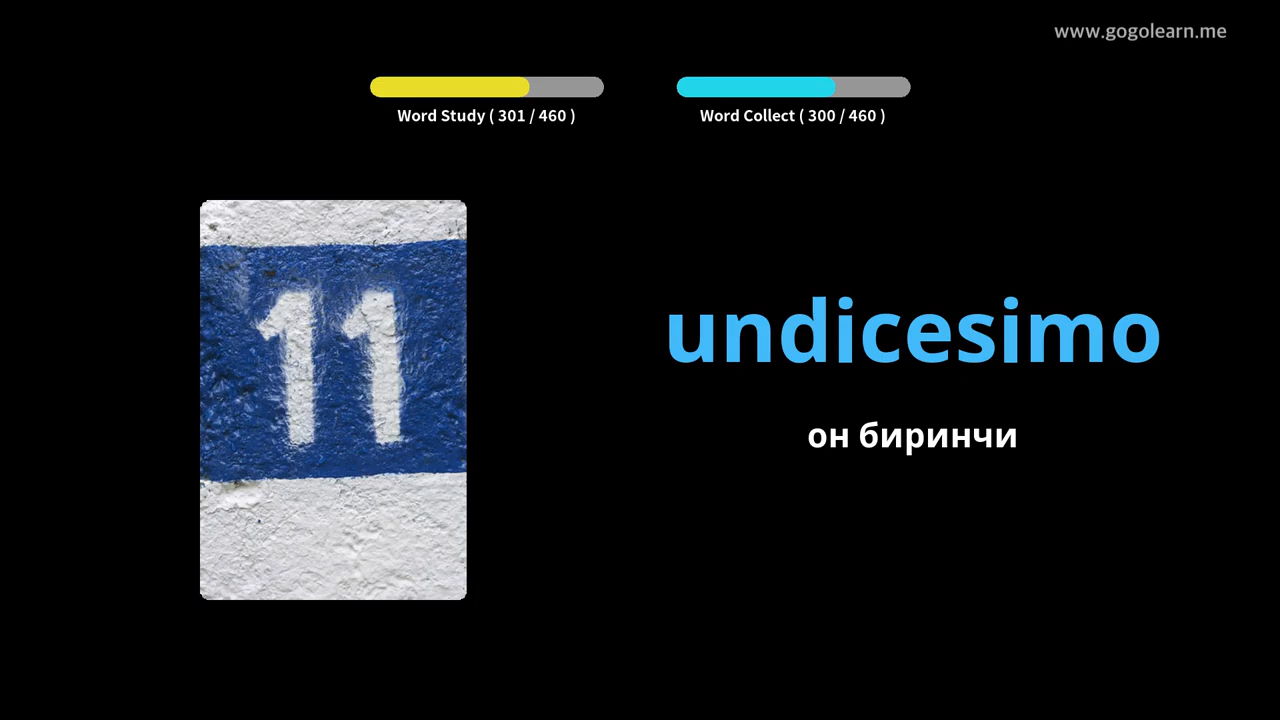 www.gogolearn.me
Word Study ( 301 / 460 )
Word Collect ( 300 / 460 )
11
undicesimo
он биринчи